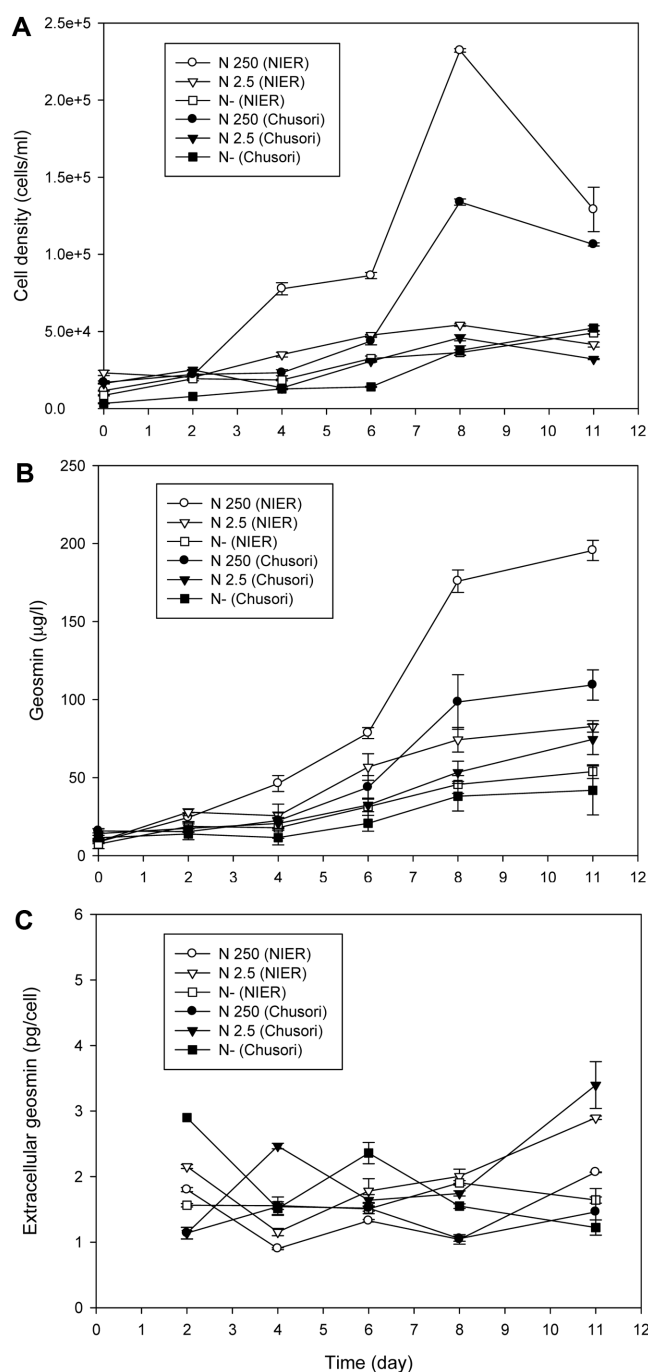 A
2.5e+5
2.0e+5
1.5e+5
1.0e+5
5.0e+4
0.0
Cell density (cells/ml)
N 250 (NIER)
N 2.5 (NIER)
N- (NIER)
N 250 (Chusori)
N 2.5 (Chusori)
N- (Chusori)
0 1 2 3 4 5 6 7 8 9 10 11 12
B
250
200
150
100
50
0
Geosmin (μg/l)
N 250 (NIER)
N 2.5 (NIER)
N- (NIER)
N 250 (Chusori)
N 2.5 (Chusori)
N- (Chusori)
0 1 2 3 4 5 6 7 8 9 10 11 12
C
6
5
4
3
2
1
0
Extracellular geosmin (pg/cell)
N 250 (NIER)
N 2.5 (NIER)
N- (NIER)
N 250 (Chusori)
N 2.5 (Chusori)
N- (Chusori)
0 1 2 3 4 5 6 7 8 9 10 11 12
Time (day)